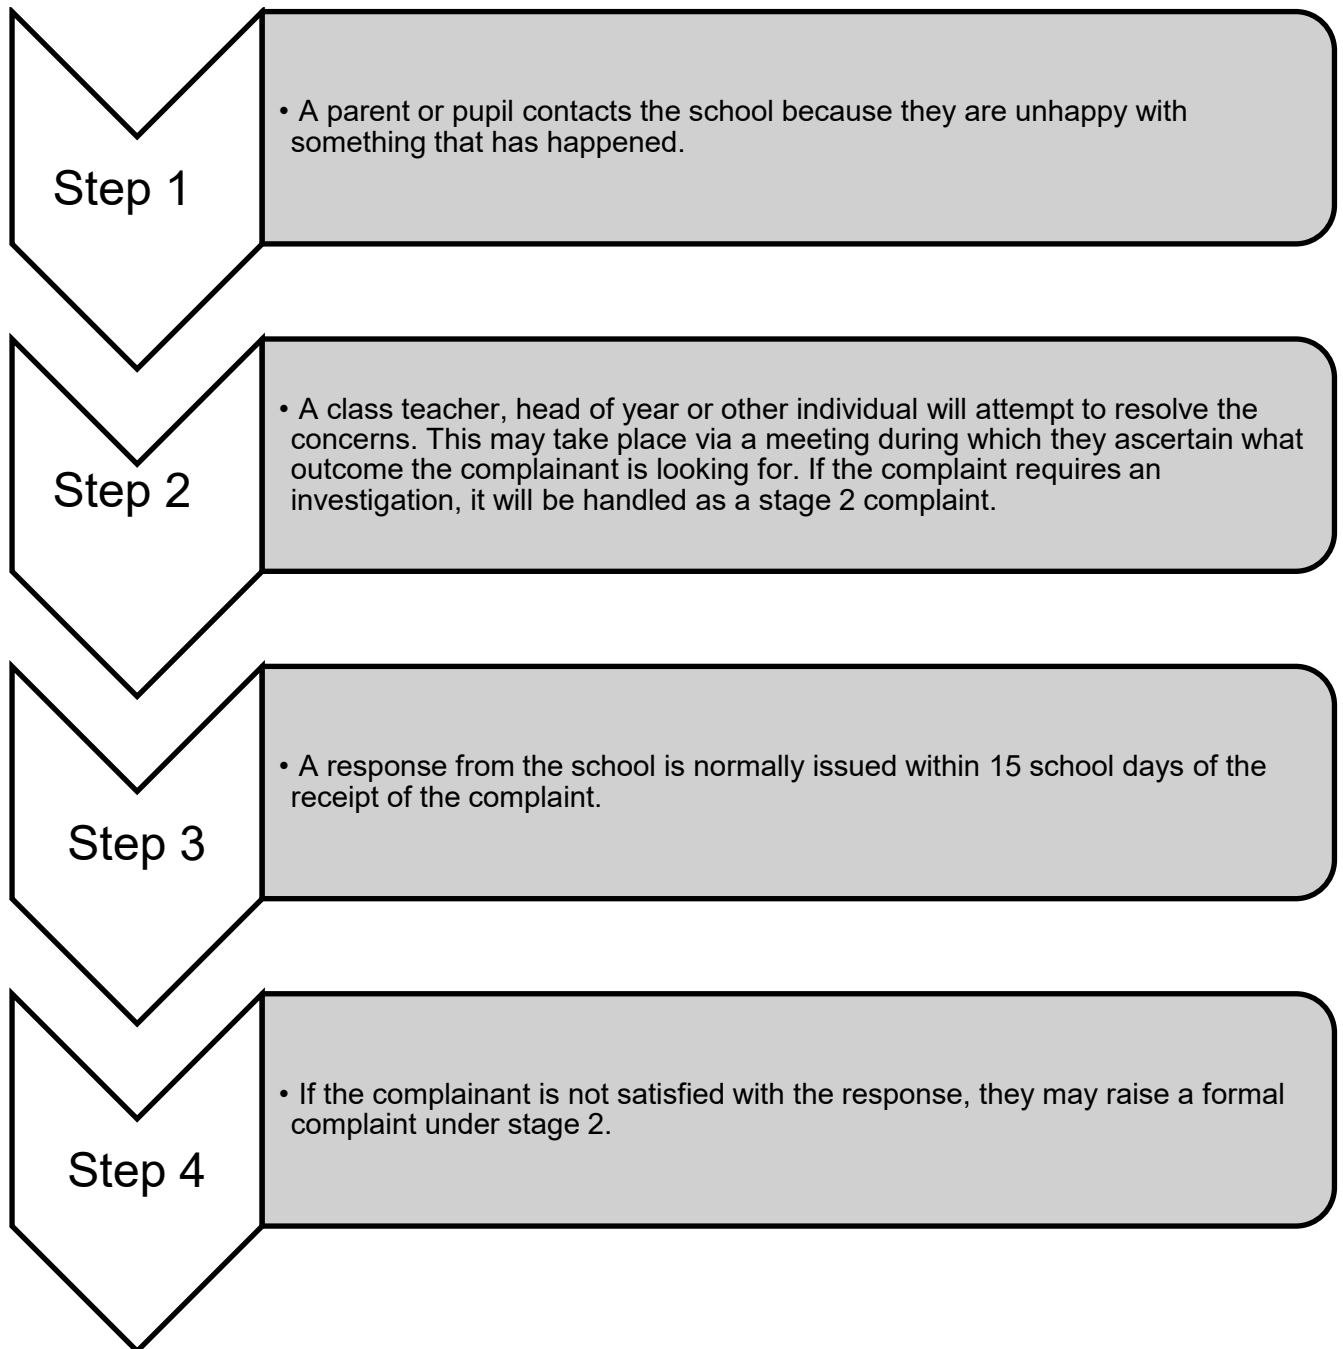 Step 1
• A parent or pupil contacts the school because they are unhappy with
something that has happened.
Step 2
• A class teacher, head of year or other individual will attempt to resolve the
concerns. This may take place via a meeting during which they ascertain what
outcome the complainant is looking for. If the complaint requires an
investigation, it will be handled as a stage 2 complaint.
Step 3
• A response from the school is normally issued within 15 school days of the
receipt of the complaint.
Step 4
• If the complainant is not satisfied with the response, they may raise a formal
complaint under stage 2.